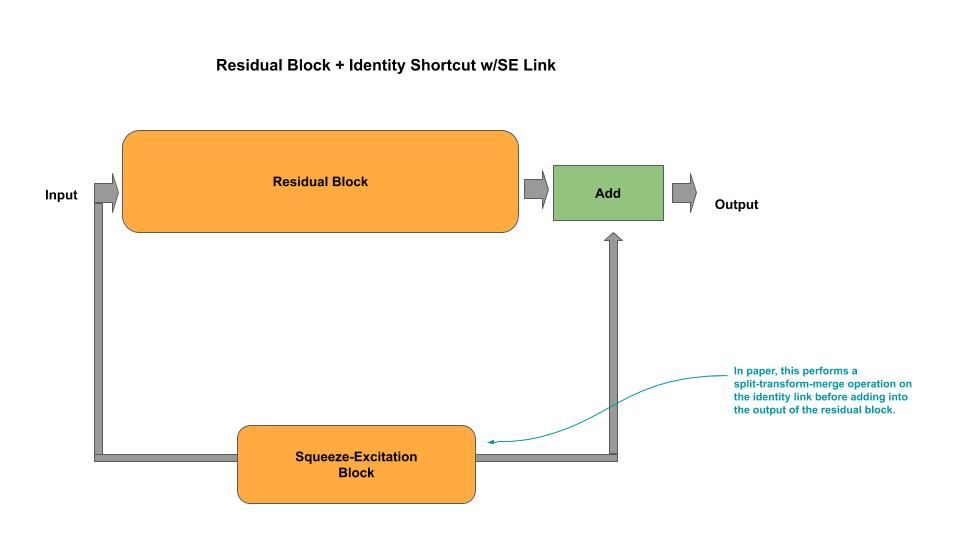 Residual Block + Identity Shortcut w/SE Link
Residual Block
Input
Add
Output
In paper, this performs a
split-transform-merge operation on
the identity link before adding into
the output of the residual block.
Squeeze-Excitation
Block